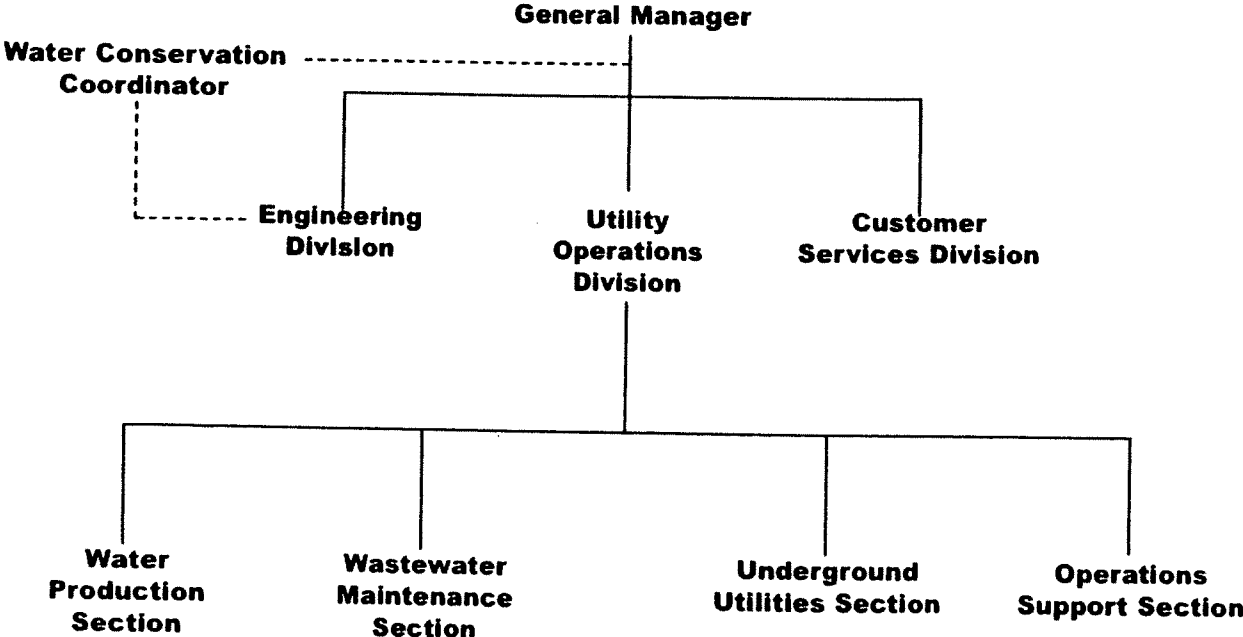 General Manager
Water Conservation
Coordinator
Engineering
Division
Utility
Operations
Division
Customer
Services Division
Water
Production
Section
Wastewater
Maintenance
Section
Underground
Utilities Section
Operations
Support Section